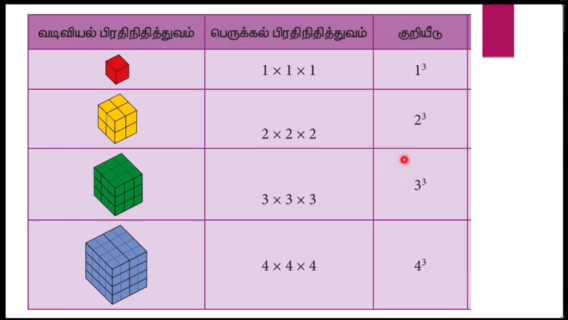 வடிவியல் பிரதிநிதித்துவம் பெருக்கல் பிரதிநிதித்துவம் குறியீடு
1 × 1 × 1 1³
2 × 2 × 2 2³
3 × 3 × 3 3³
4 × 4 × 4 4³